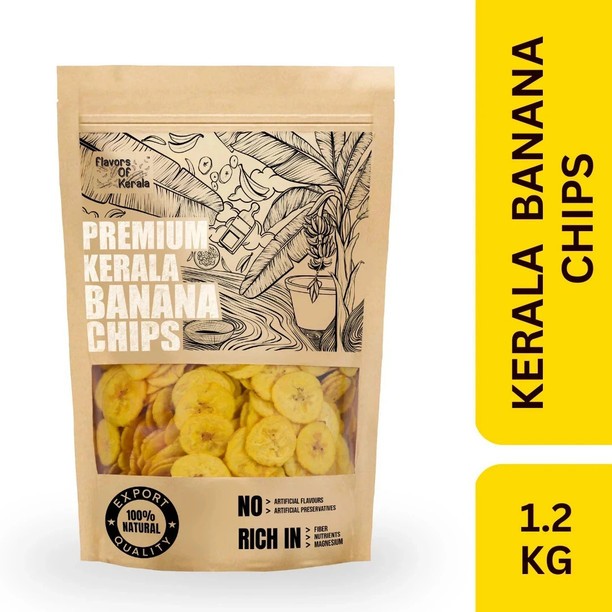 Flavors
Of
Kerala
PREMIUM
KERALA
BANANA
CHIPS
EXPORT
100%
NATURAL
QUALITY
NO > ARTIFICIAL FLAVOURS
> ARTIFICIAL PRESERVATIVES
RICH IN > FIBER
> NUTRIENTS
> MAGNESIUM
KERALA BANANA
CHIPS
1.2
KG